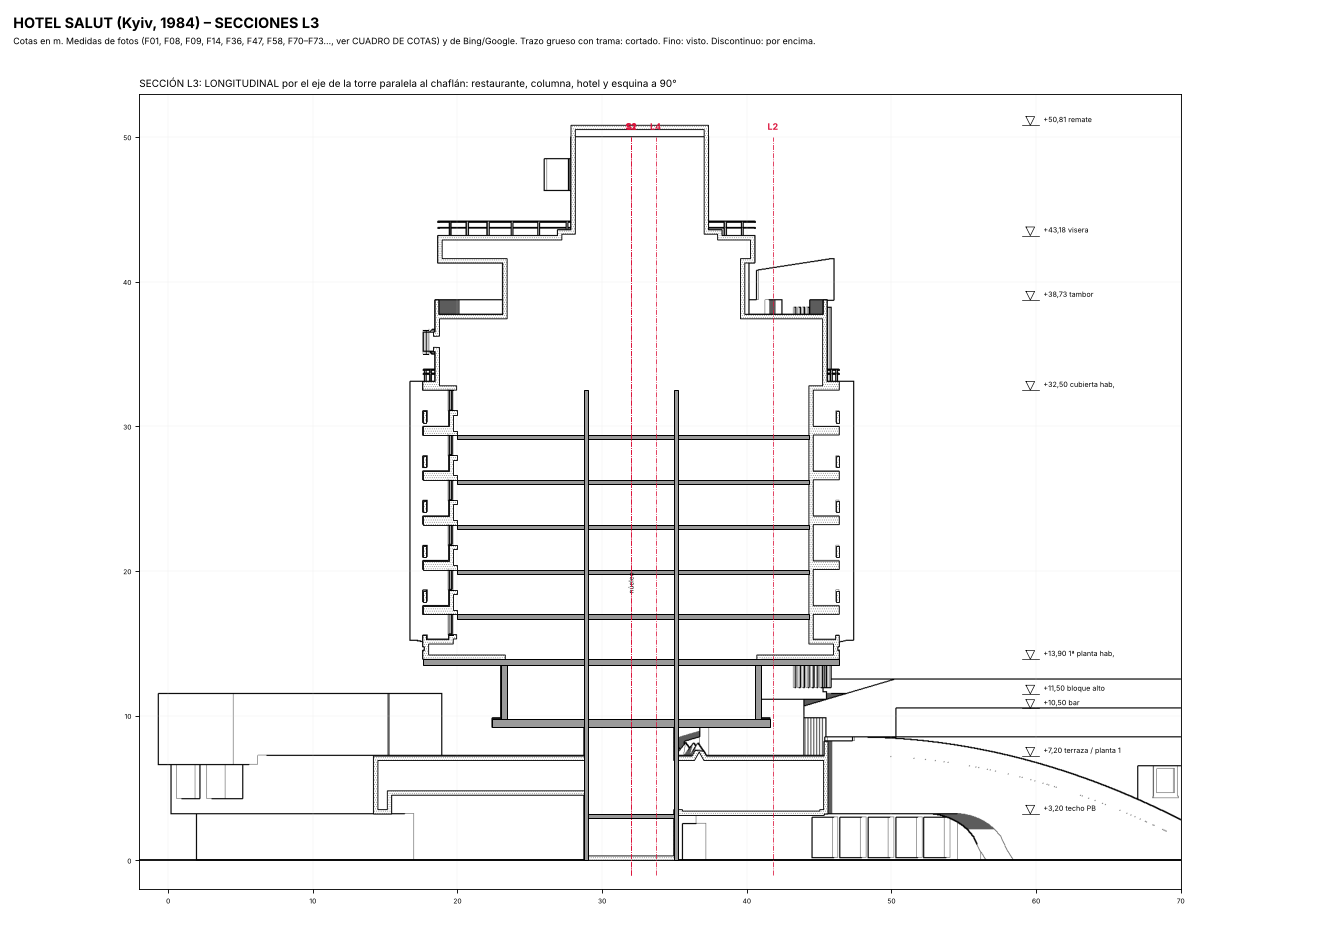 HOTEL SALUT (Kyiv, 1984) – SECCIONES L3
Cotas en m. Medidas de fotos (F01, F08, F09, F14, F36, F47, F58, F70–F73..., ver CUADRO DE COTAS) y de Bing/Google. Trazo grueso con trama: cortado. Fino: visto. Discontinuo: por encima.
SECCIÓN L3: LONGITUDINAL por el eje de la torre paralela al chaflán: restaurante, columna, hotel y esquina a 90°
L4
L2
+50,81 remate
+43,18 visera
+38,73 tambor
+32,50 cubierta hab,
+13,90 1ª planta hab,
+11,50 bloque alto
+10,50 bar
+7,20 terraza / planta 1
+3,20 techo PB
núcleo
50
40
30
20
10
0
0 10 20 30 40 50 60 70